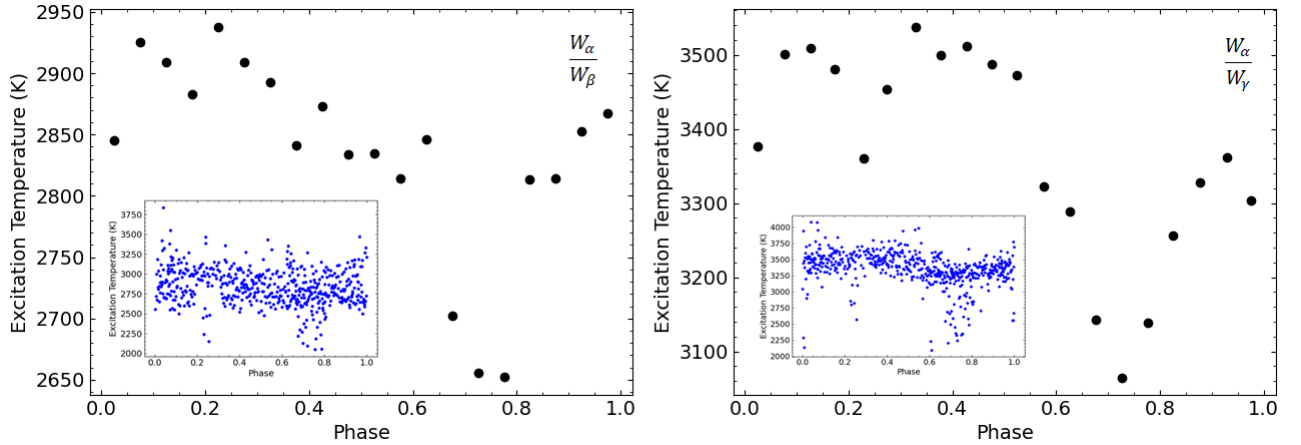 2950
2900
2850
2800
2750
2700
2650
Excitation Temperature (K)
0.0 0.2 0.4 0.6 0.8 1.0
Phase
Wα
Wβ
3750
3500
3250
3000
2750
2500
2250
2000
Excitation Temperature (K)
0.0 0.2 0.4 0.6 0.8 1.0
Phase
3500
3400
3300
3200
3100
Excitation Temperature (K)
0.0 0.2 0.4 0.6 0.8 1.0
Phase
Wα
Wγ
4000
3750
3500
3250
3000
2750
2500
2250
2000
Excitation Temperature (K)
0.0 0.2 0.4 0.6 0.8 1.0
Phase